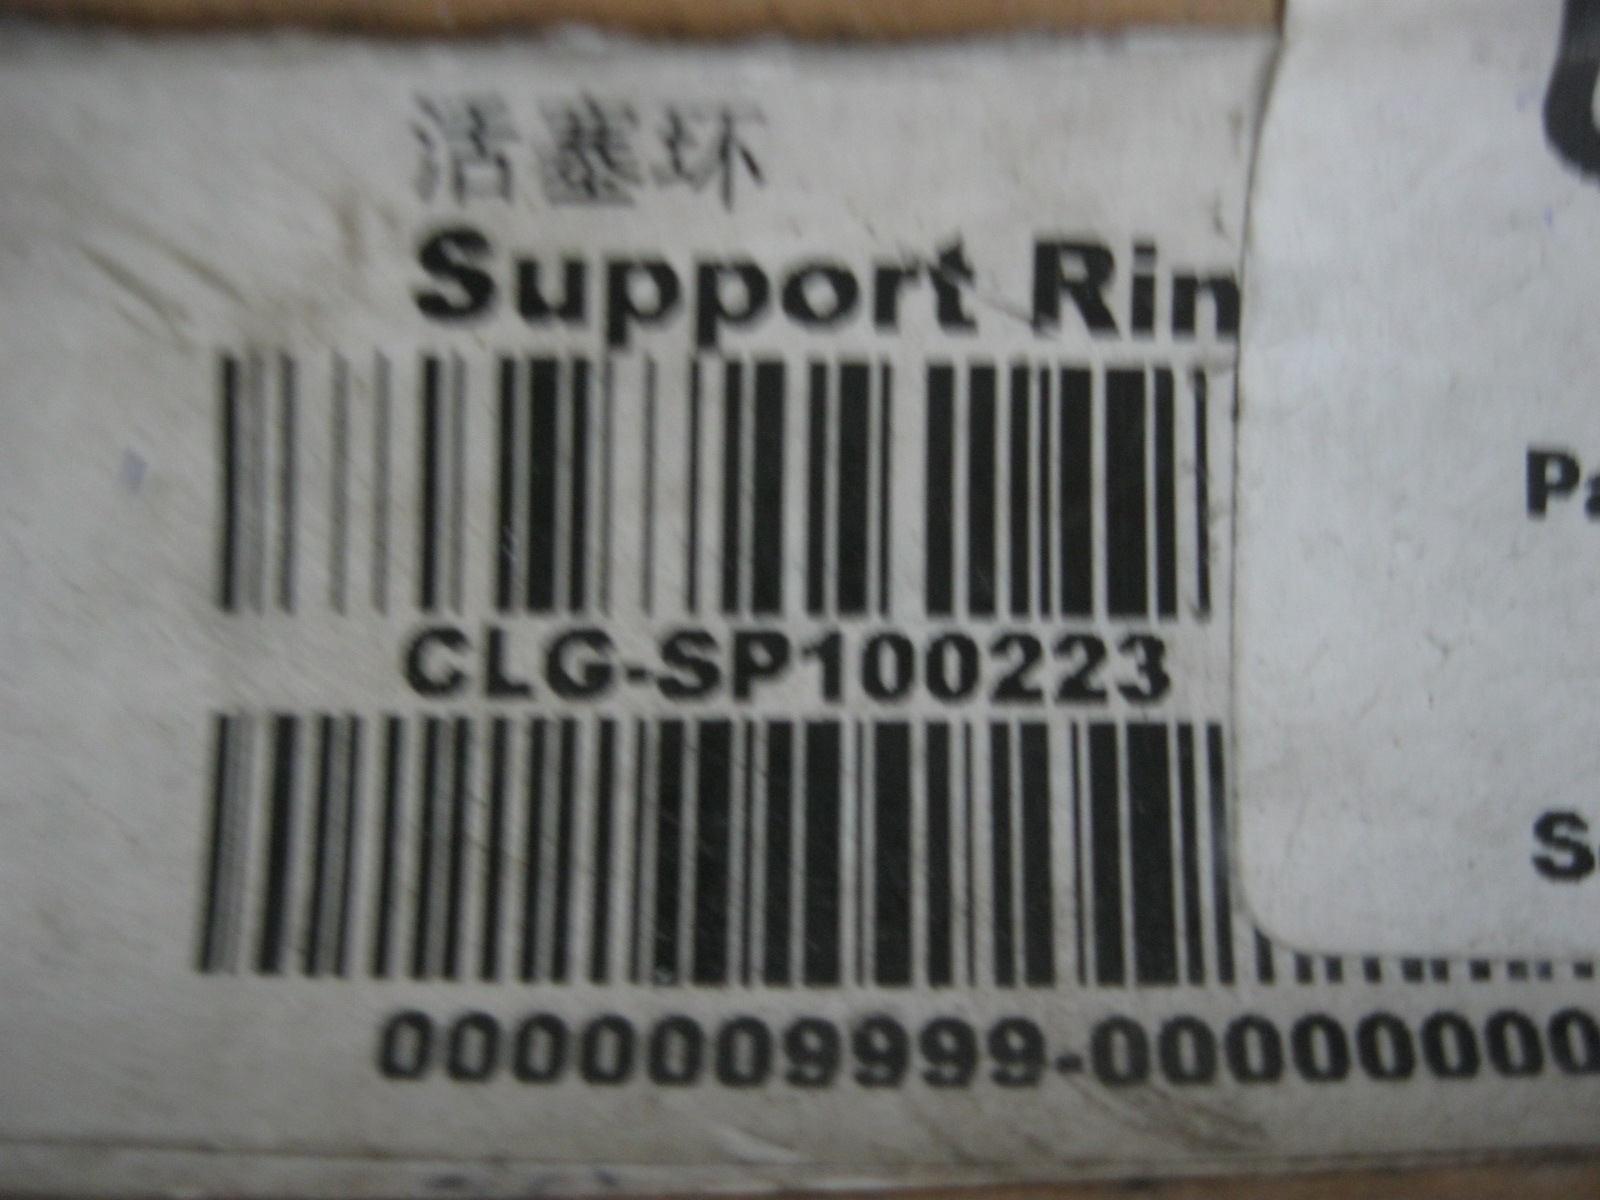 活塞环
Support Rin
Pa
CLG-SP100223
S
0000009999-00000000